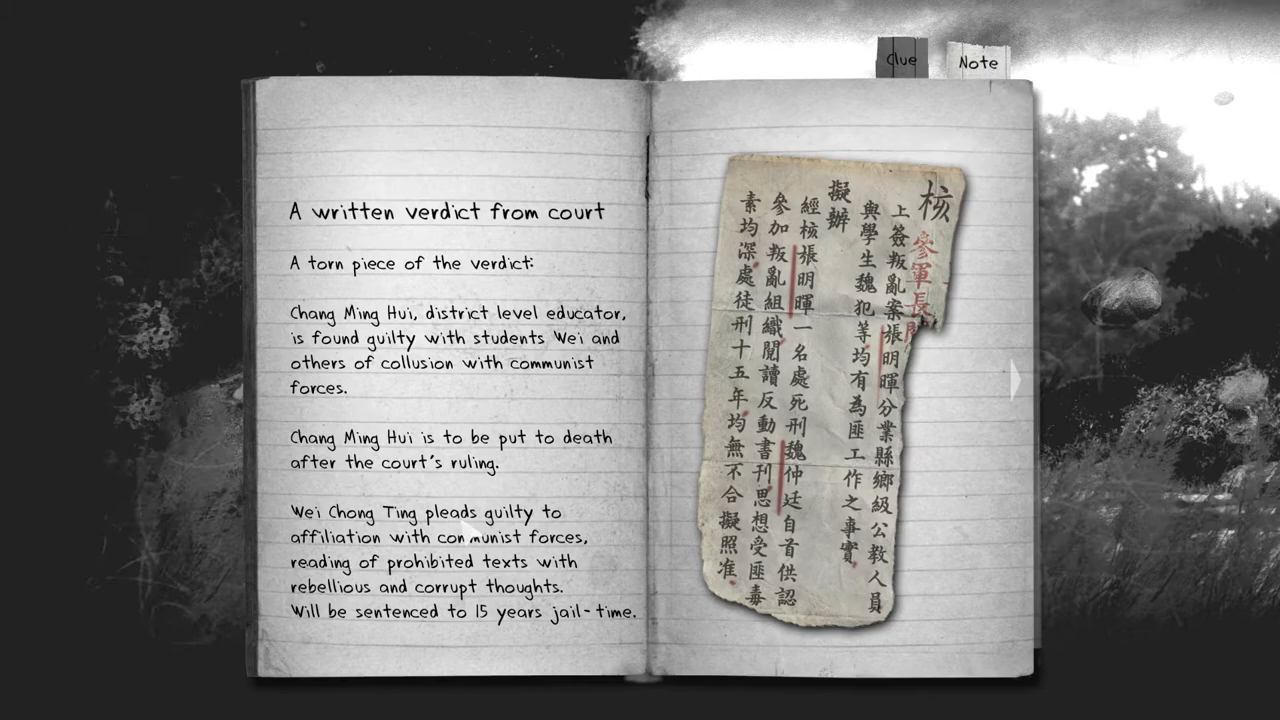 Clue
Note
A written verdict from court
A torn piece of the verdict:
Chang Ming Hui, district level educator,
is found guilty with students Wei and
others of collusion with communist
forces.
Chang Ming Hui is to be put to death
after the court's ruling.
Wei Chong Ting pleads guilty to
affiliation with communist forces,
reading of prohibited texts with
rebellious and corrupt thoughts.
Will be sentenced to 15 years jail-time.
核
參軍長
上簽叛亂案張明暉分業縣鄉級公教人員
與學生魏犯等均有為匪工作之事實
擬辦
經核張明暉一名處死刑魏仲廷自首供認
參加叛亂組織閱讀反動書刊思想受匪毒
素均深處徒刑十五年均無不合擬照准